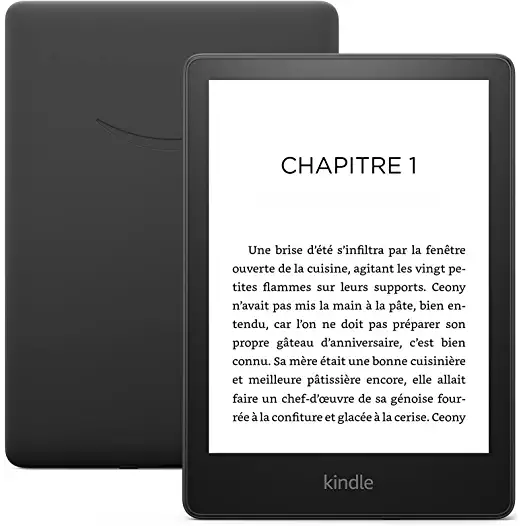 CHAPITRE 1
Une brise d'été s'infiltra par la fenêtre
ouverte de la cuisine, agitant les vingt pe-
tites flammes sur leurs supports. Ceony
n'avait pas mis la main à la pâte, bien en-
tendu, car l'on ne doit pas préparer son
propre gâteau d'anniversaire, c'est bien
connu. Sa mère était une bonne cuisinière
et meilleure pâtissière encore, elle allait
faire un chef-d'œuvre de sa génoise four-
rée à la confiture et glacée à la cerise. Ceony
kindle